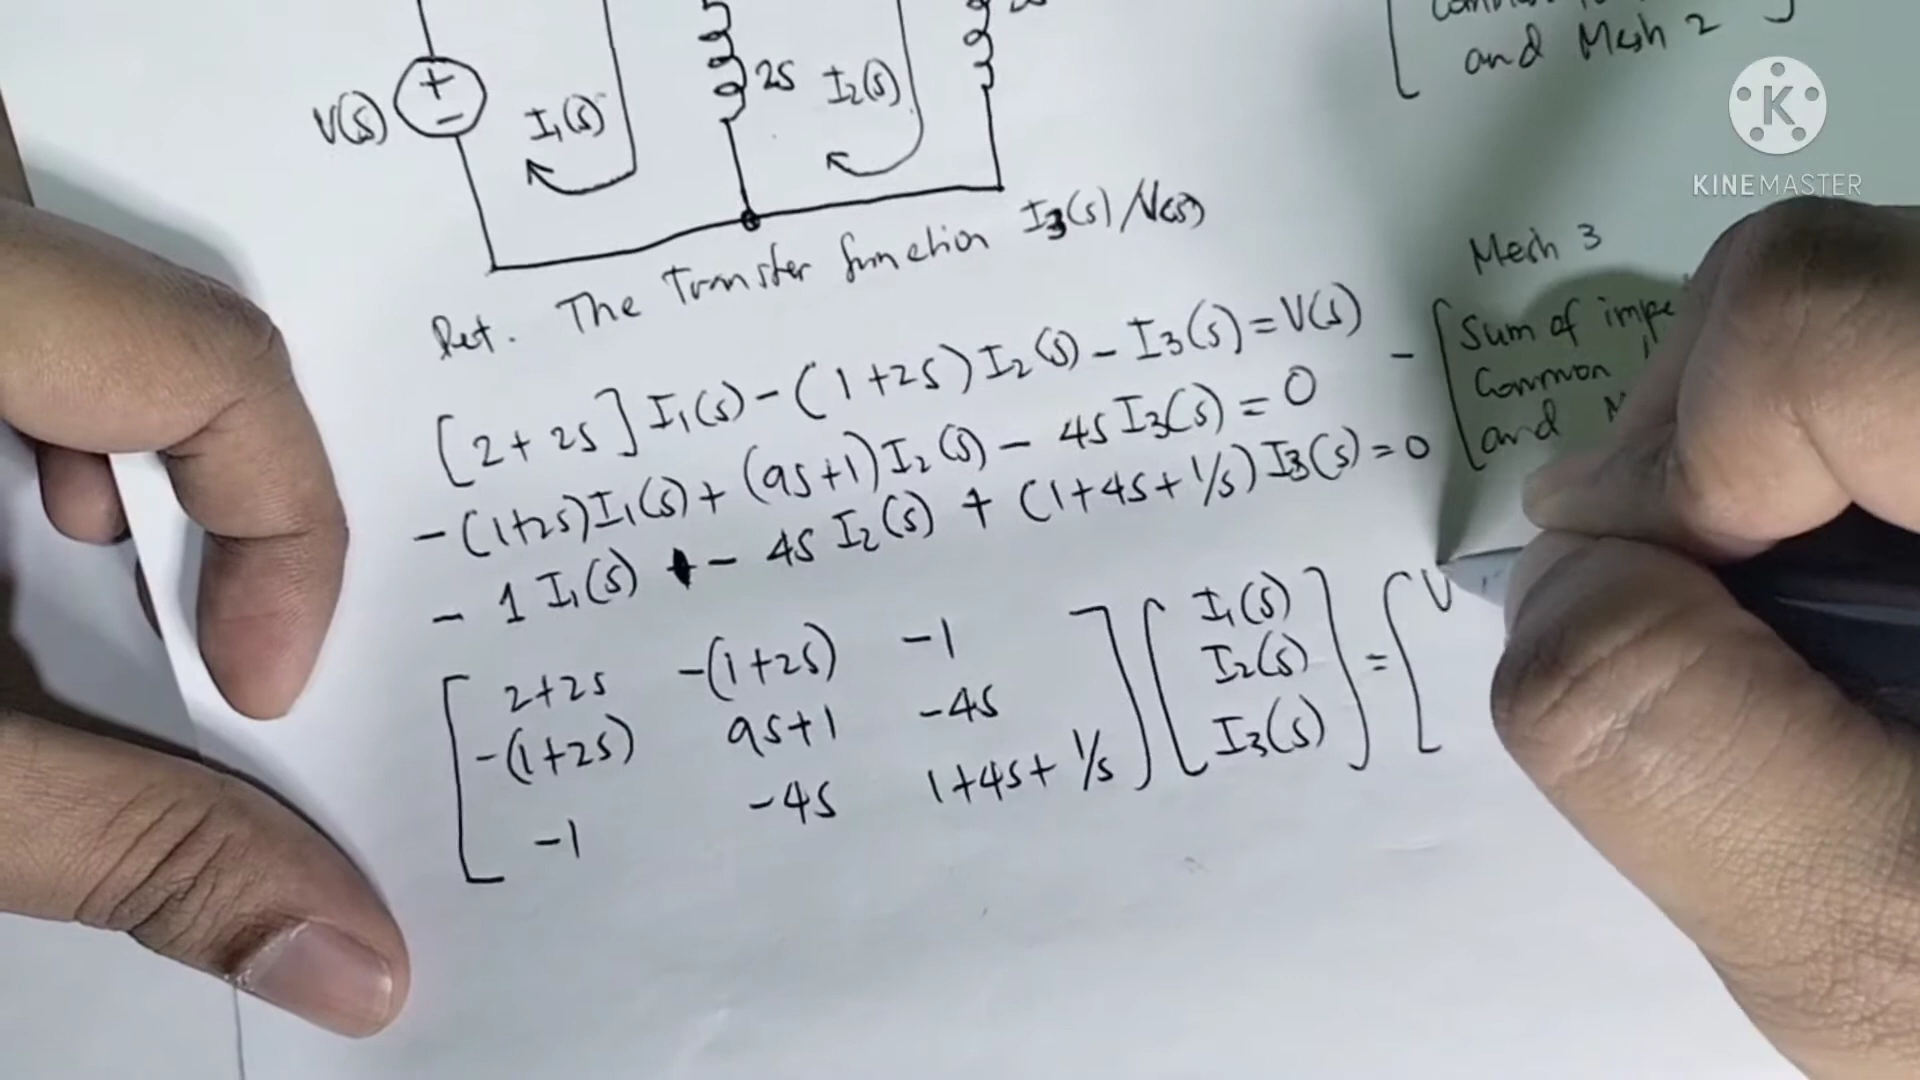 and Mesh 2
V(s) + − I₁(s) 2s I₂(s)
KINEMASTER
Det. The Transfer function I₃(s)/V(s)
Mesh 3
[2+2s] I₁(s) − (1+2s) I₂(s) − I₃(s) = V(s)
−(1+2s) I₁(s) + (9s+1) I₂(s) − 4s I₃(s) = 0
− 1 I₁(s) − 4s I₂(s) + (1+4s+1/s) I₃(s) = 0
− [Sum of impe
Common
and M
[2+2s −(1+2s) −1] [I₁(s)] = [V
−(1+2s) 9s+1 −4s I₂(s)
−1 −4s 1+4s+1/s I₃(s)